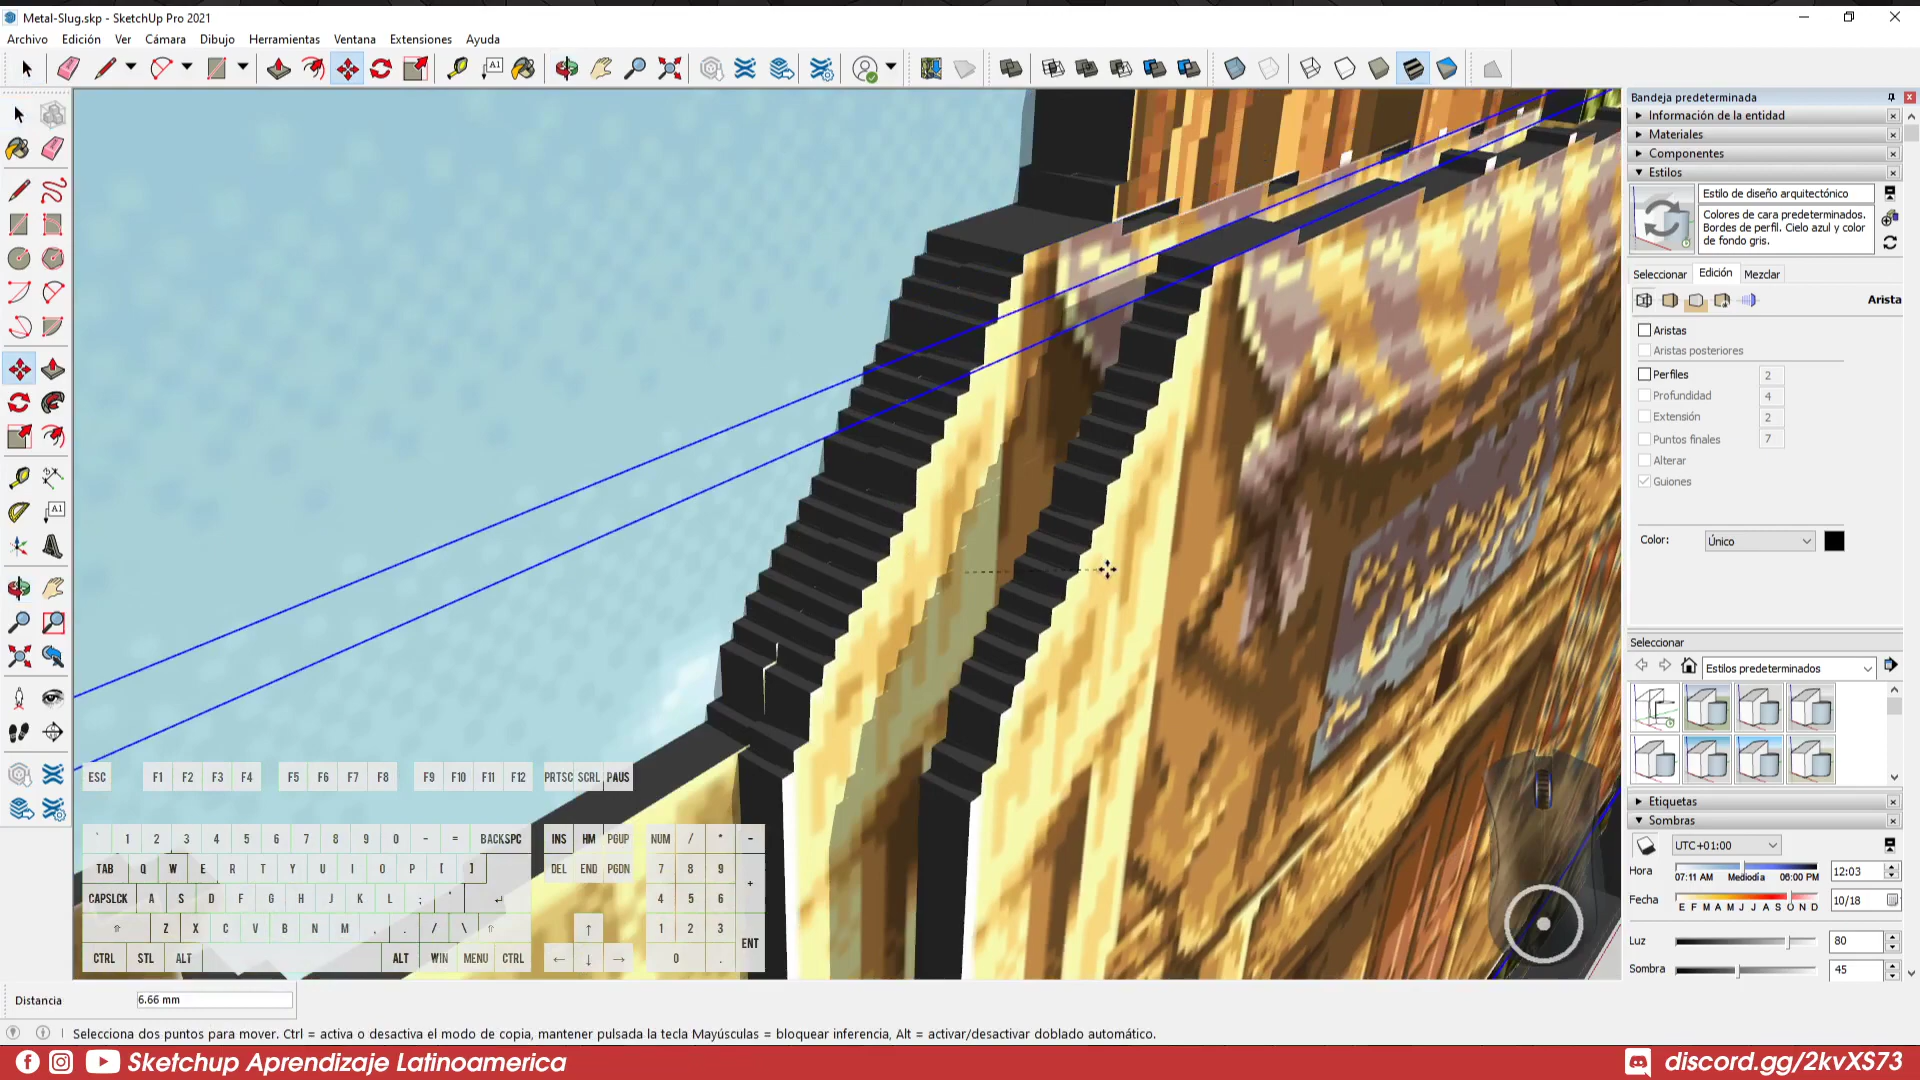 Metal-Slug.skp - SketchUp Pro 2021
Archivo Edición Ver Cámara Dibujo Herramientas Ventana Extensiones Ayuda
Bandeja predeterminada
Información de la entidad
Materiales
Componentes
Estilos
Estilo de diseño arquitectónico
Colores de cara predeterminados.
Bordes de perfil. Cielo azul y color
de fondo gris.
Seleccionar Edición Mezclar
Arista
Aristas
Aristas posteriores
Perfiles 2
Profundidad 4
Extensión 2
Puntos finales 7
Alterar
Guiones
Color: Único
Seleccionar
Estilos predeterminados
Etiquetas
Sombras
UTC+01:00
Hora 07:11 AM Mediodía 06:00 PM 12:03
Fecha E F M A M J J A S O N D 10/18
Luz 80
Sombra 45
ESC F1 F2 F3 F4 F5 F6 F7 F8 F9 F10 F11 F12 PRTSC SCRL PAUS
` 1 2 3 4 5 6 7 8 9 0 - = BACKSPC INS HM PGUP NUM / * -
TAB Q W E R T Y U I O P [ ] DEL END PGDN 7 8 9 +
CAPSLCK A S D F G H J K L ; ' ↵ 4 5 6
⇧ Z X C V B N M , . / \ ⇧ ↑ 1 2 3 ENT
CTRL STL ALT ALT WIN MENU CTRL ← ↓ → 0 .
Distancia 6.66 mm
Selecciona dos puntos para mover. Ctrl = activa o desactiva el modo de copia, mantener pulsada la tecla Mayúsculas = bloquear inferencia, Alt = activar/desactivar doblado automático.
Sketchup Aprendizaje Latinoamerica
discord.gg/2kvXS73